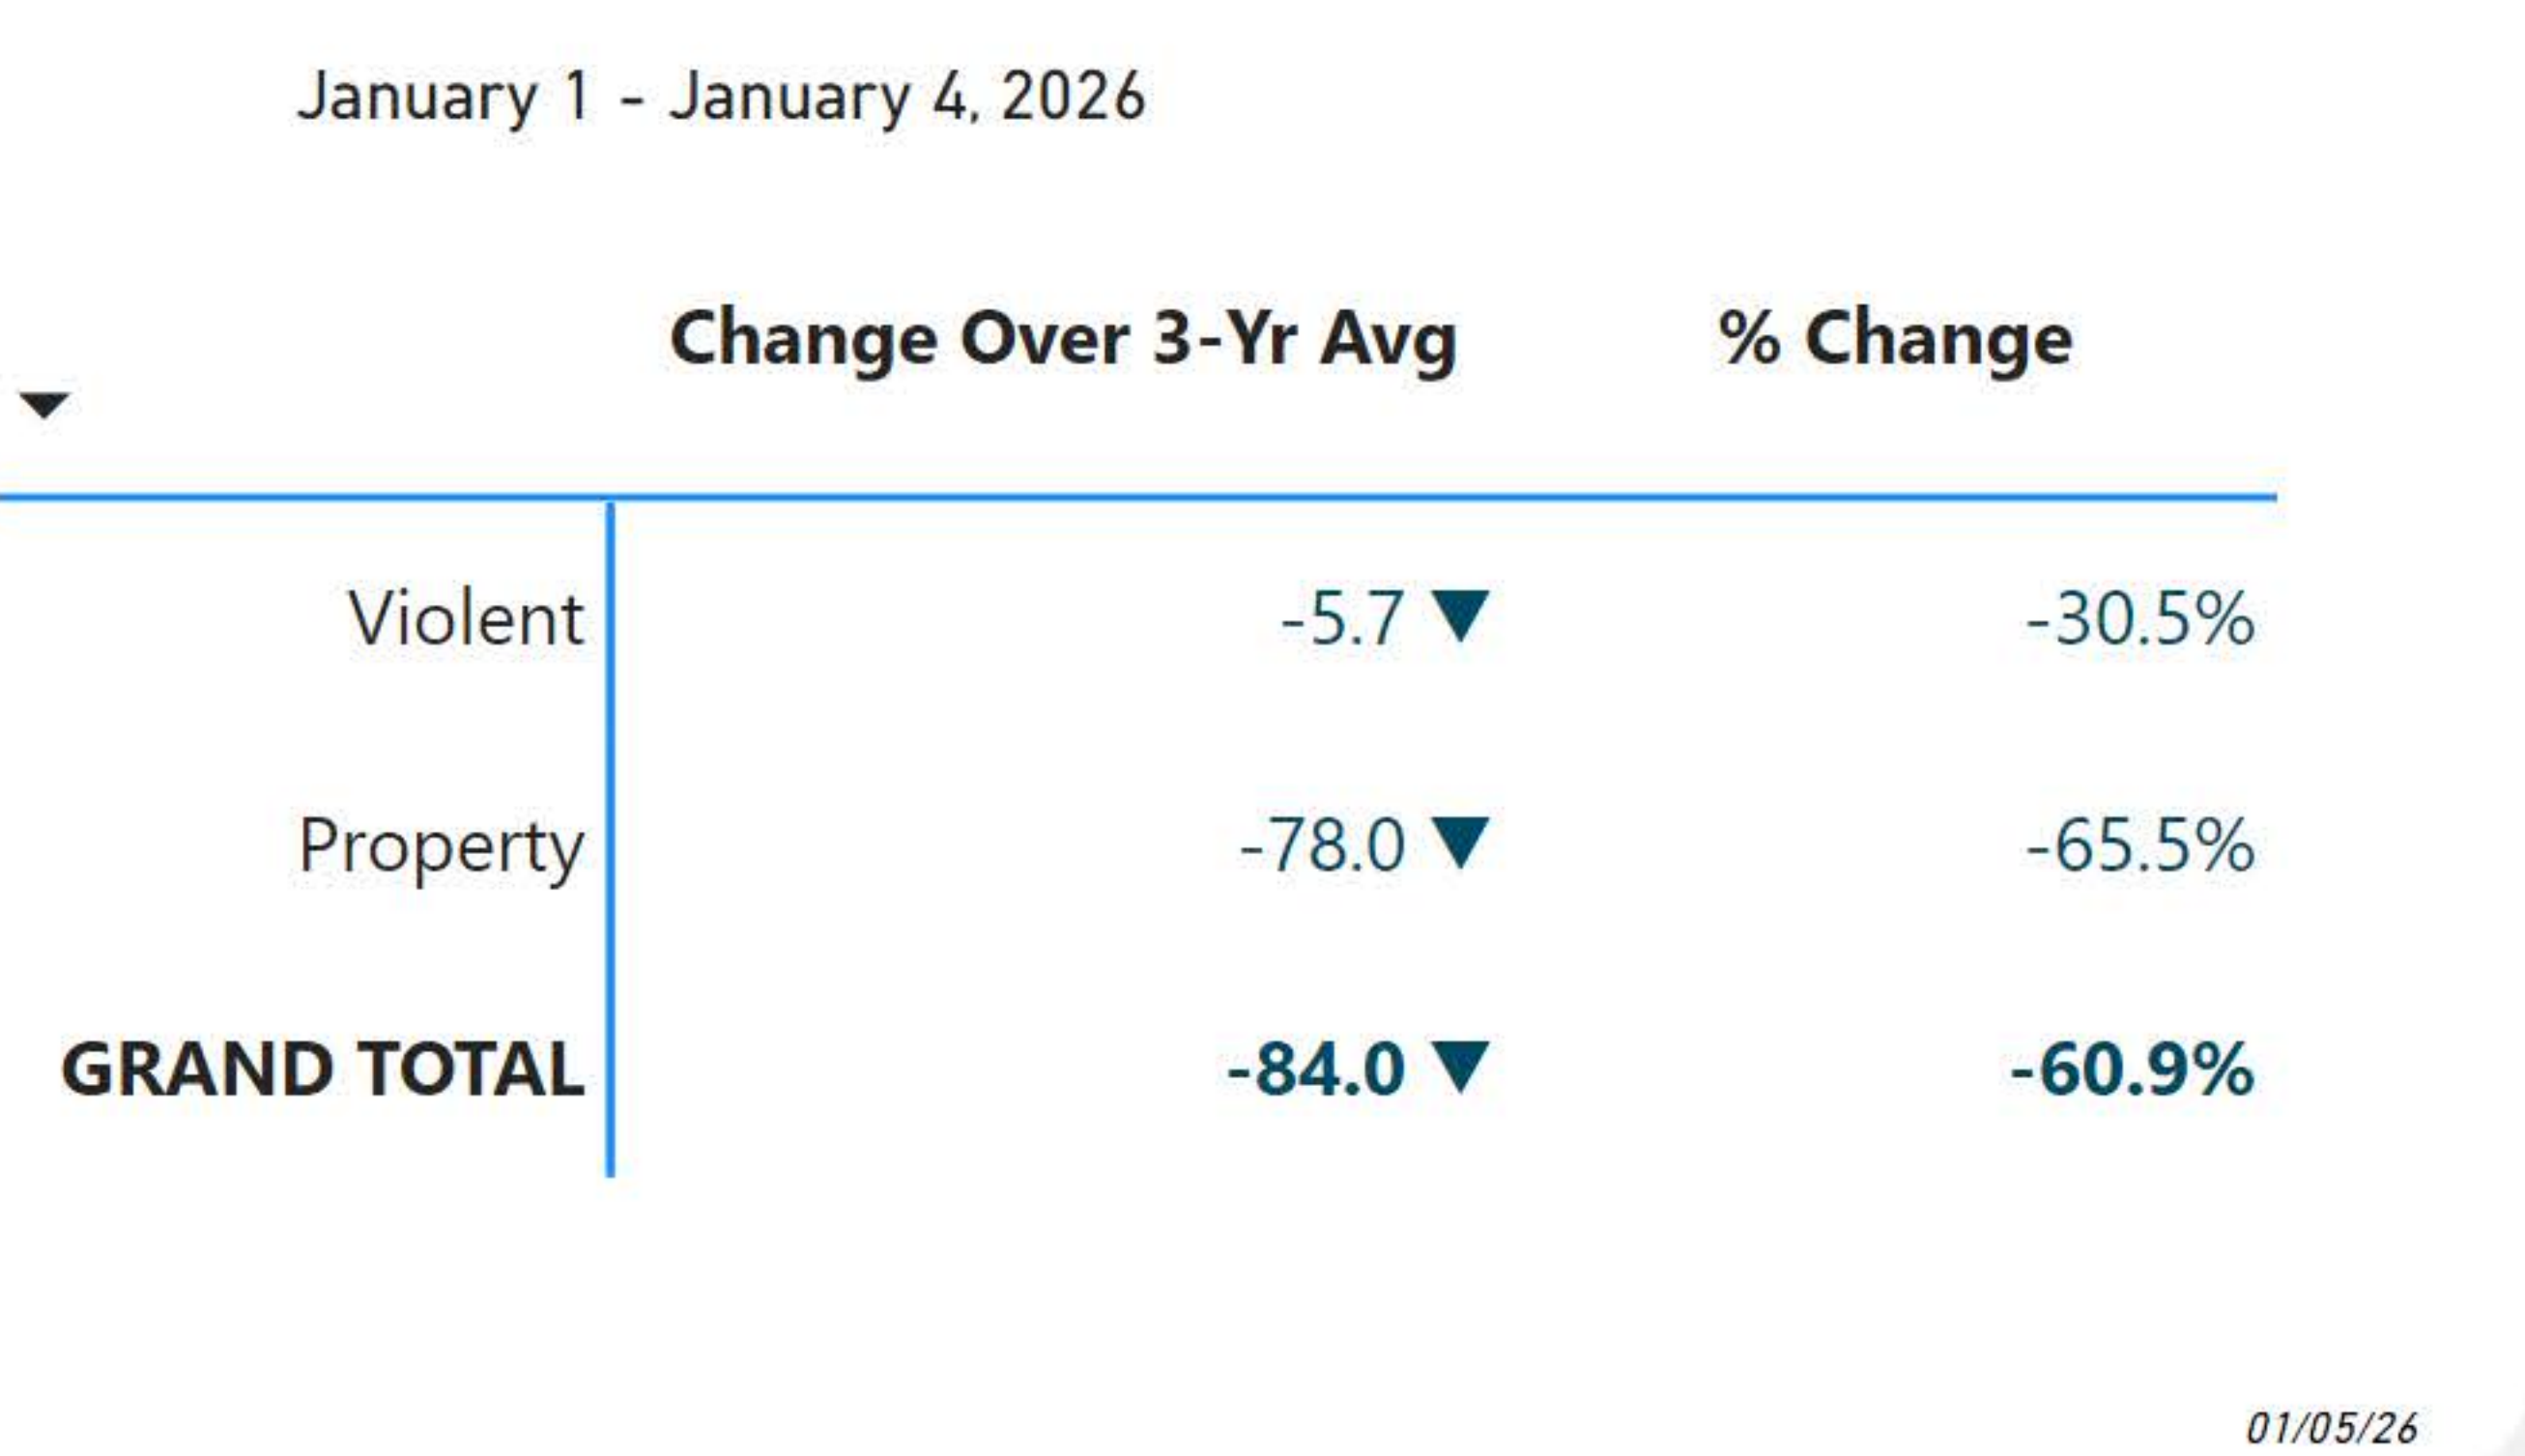 January 1 - January 4, 2026
Change Over 3-Yr Avg % Change
Violent -5.7 ▼ -30.5%
Property -78.0 ▼ -65.5%
GRAND TOTAL -84.0 ▼ -60.9%
01/05/26